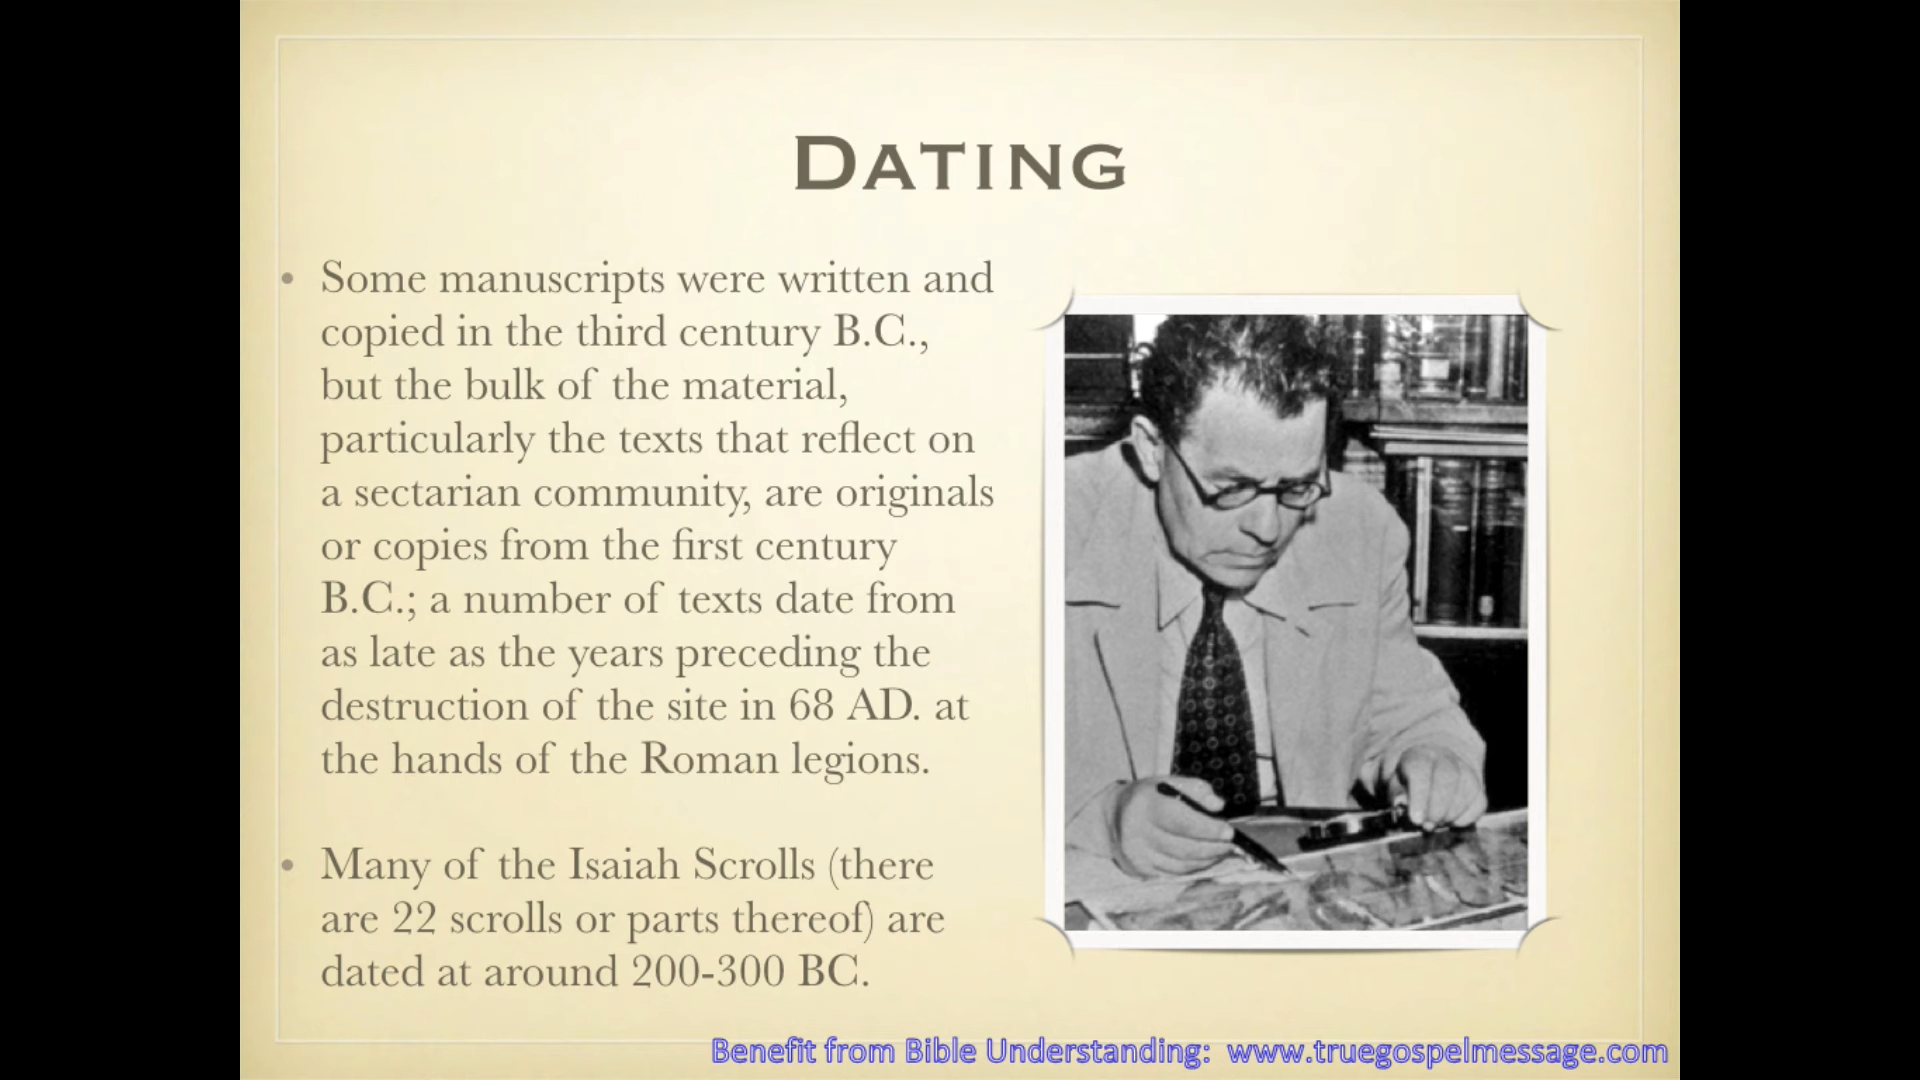 Dating
• Some manuscripts were written and
copied in the third century B.C.,
but the bulk of the material,
particularly the texts that reflect on
a sectarian community, are originals
or copies from the first century
B.C.; a number of texts date from
as late as the years preceding the
destruction of the site in 68 AD. at
the hands of the Roman legions.
• Many of the Isaiah Scrolls (there
are 22 scrolls or parts thereof) are
dated at around 200-300 BC.
Benefit from Bible Understanding: www.truegospelmessage.com